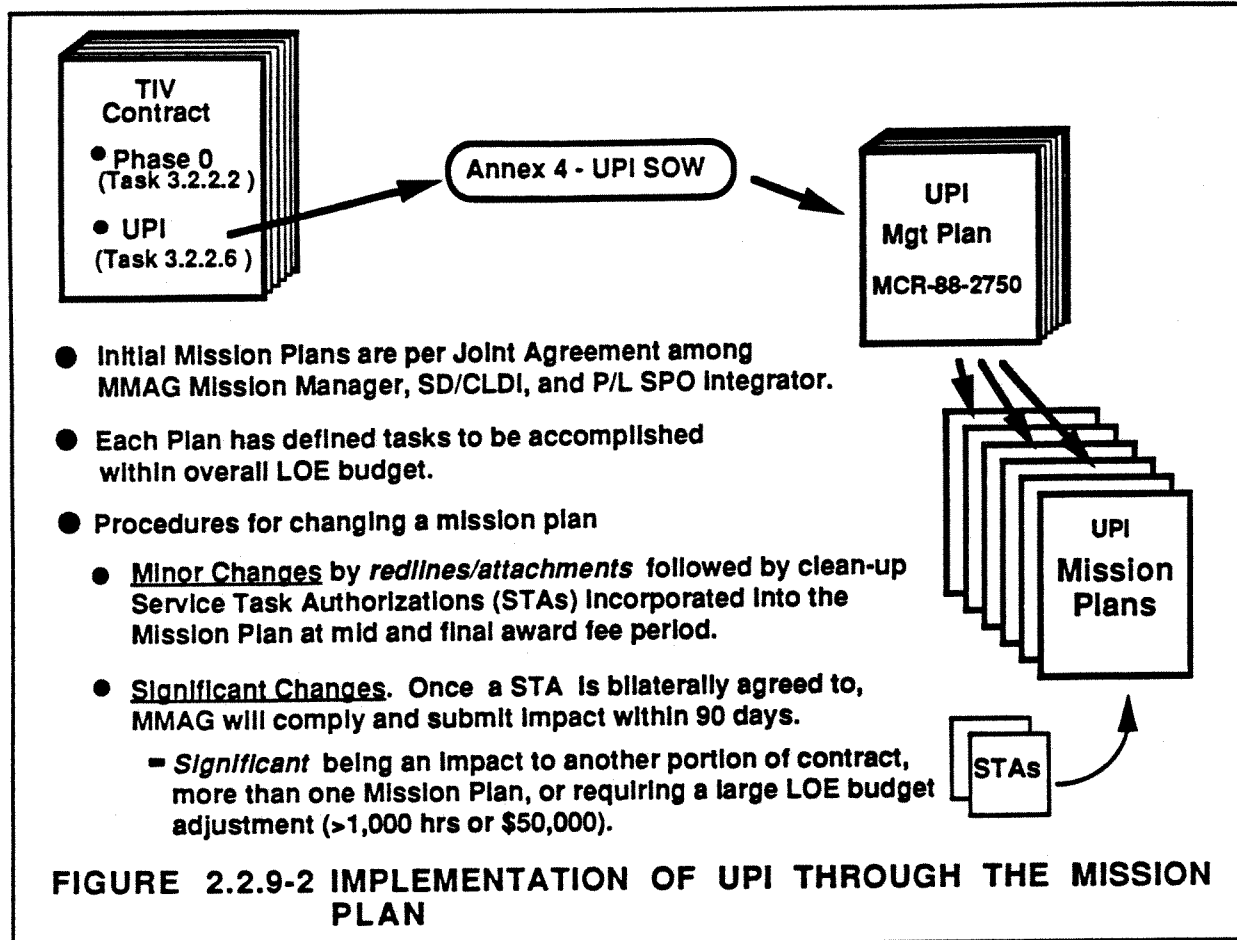 TIV
Contract
● Phase 0
(Task 3.2.2.2 )
● UPI
(Task 3.2.2.6 )
Annex 4 - UPI SOW
UPI
Mgt Plan
MCR-88-2750
● Initial Mission Plans are per Joint Agreement among
MMAG Mission Manager, SD/CLDI, and P/L SPO Integrator.
● Each Plan has defined tasks to be accomplished
within overall LOE budget.
● Procedures for changing a mission plan
● Minor Changes by redlines/attachments followed by clean-up
Service Task Authorizations (STAs) incorporated into the
Mission Plan at mid and final award fee period.
● Significant Changes. Once a STA is bilaterally agreed to,
MMAG will comply and submit impact within 90 days.
- Significant being an impact to another portion of contract,
more than one Mission Plan, or requiring a large LOE budget
adjustment (>1,000 hrs or $50,000).
UPI
Mission
Plans
STAs
FIGURE 2.2.9-2 IMPLEMENTATION OF UPI THROUGH THE MISSION
PLAN